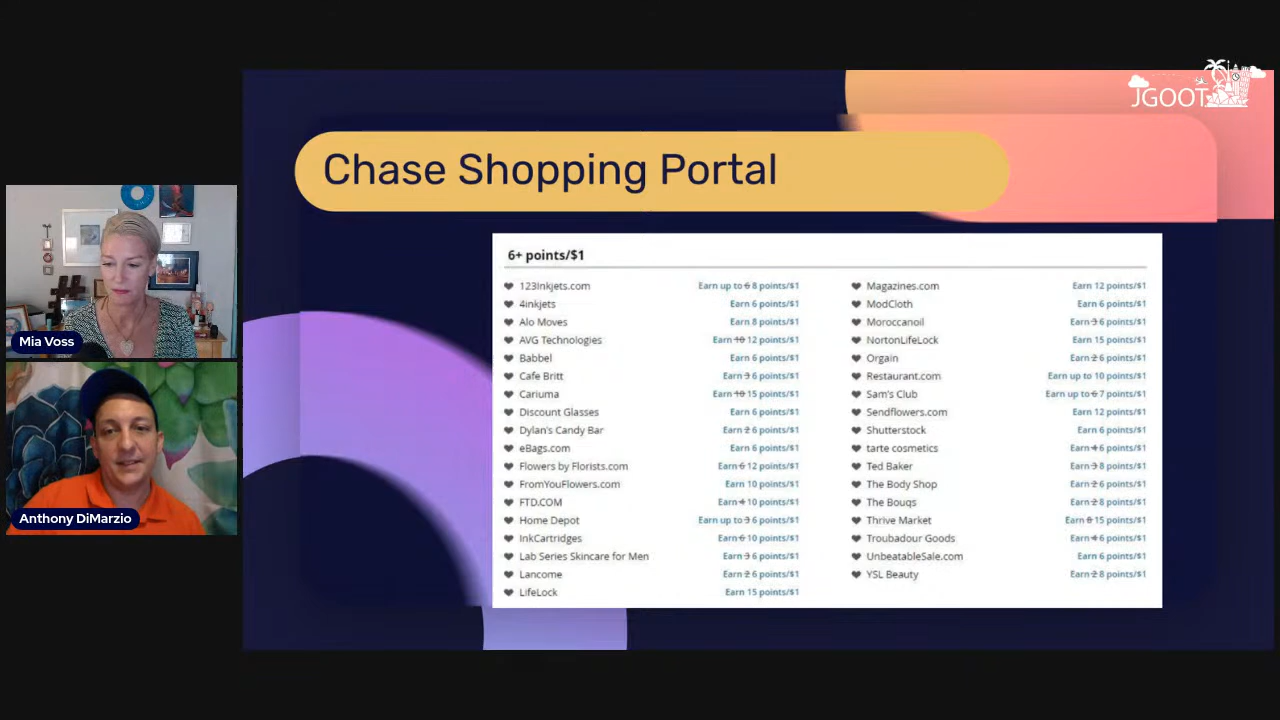 JGOOT
Chase Shopping Portal
Mia Voss
Anthony DiMarzio
6+ points/$1
123Inkjets.com Earn up to 6 8 points/$1
4inkjets Earn 6 points/$1
Alo Moves Earn 8 points/$1
AVG Technologies Earn 10 12 points/$1
Babbel Earn 6 points/$1
Cafe Britt Earn 3 6 points/$1
Cariuma Earn 10 15 points/$1
Discount Glasses Earn 6 points/$1
Dylan's Candy Bar Earn 2 6 points/$1
eBags.com Earn 6 points/$1
Flowers by Florists.com Earn 6 12 points/$1
FromYouFlowers.com Earn 10 points/$1
FTD.COM Earn 4 10 points/$1
Home Depot Earn up to 3 6 points/$1
InkCartridges Earn 6 10 points/$1
Lab Series Skincare for Men Earn 3 6 points/$1
Lancome Earn 2 6 points/$1
LifeLock Earn 15 points/$1
Magazines.com Earn 12 points/$1
ModCloth Earn 6 points/$1
Moroccanoil Earn 3 6 points/$1
NortonLifeLock Earn 15 points/$1
Orgain Earn 2 6 points/$1
Restaurant.com Earn up to 10 points/$1
Sam's Club Earn up to 6 7 points/$1
Sendflowers.com Earn 12 points/$1
Shutterstock Earn 6 points/$1
tarte cosmetics Earn 4 6 points/$1
Ted Baker Earn 3 8 points/$1
The Body Shop Earn 2 6 points/$1
The Bouqs Earn 2 8 points/$1
Thrive Market Earn 8 15 points/$1
Troubadour Goods Earn 4 6 points/$1
UnbeatableSale.com Earn 6 points/$1
YSL Beauty Earn 2 8 points/$1